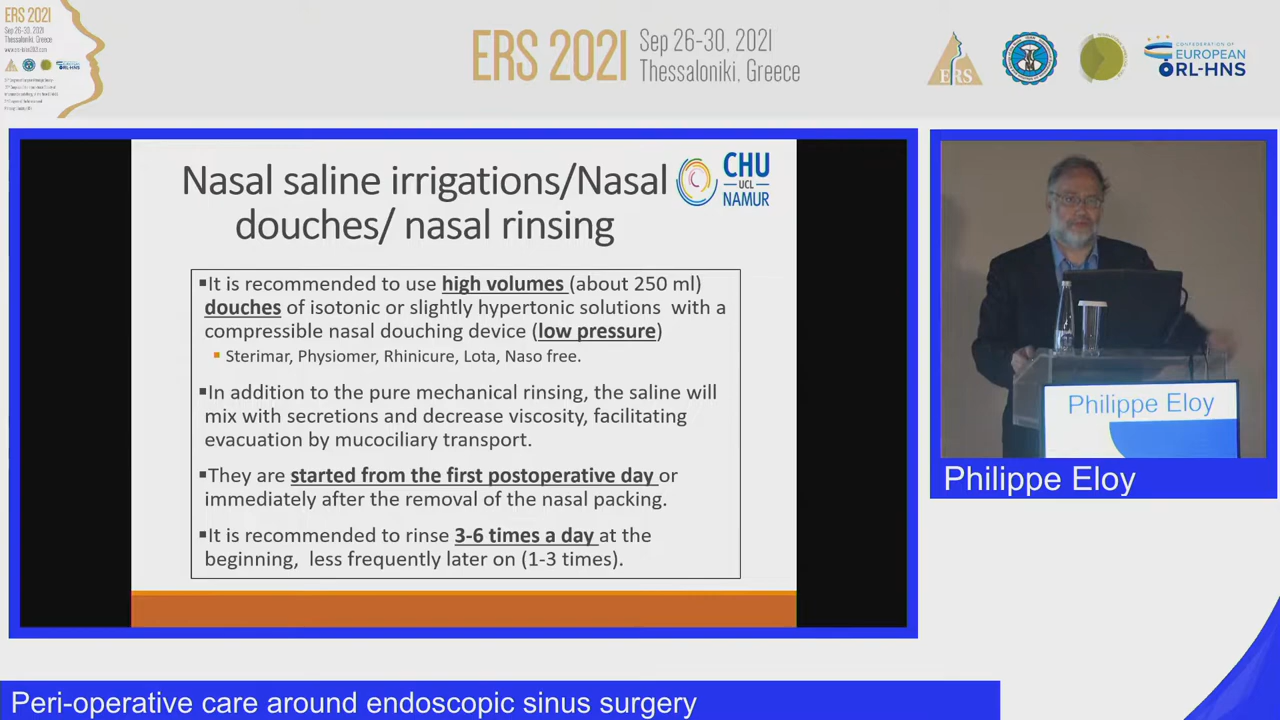 ERS 2021
Sep 26-30, 2021
Thessaloniki, Greece
ERS 2021
Sep 26-30, 2021
Thessaloniki, Greece
ERS
CONFEDERATION OF
EUROPEAN
ORL-HNS
Nasal saline irrigations/Nasal
douches/ nasal rinsing
CHU
UCL
NAMUR
▪It is recommended to use high volumes (about 250 ml)
douches of isotonic or slightly hypertonic solutions with a
compressible nasal douching device (low pressure)
▪ Sterimar, Physiomer, Rhinicure, Lota, Naso free.
▪In addition to the pure mechanical rinsing, the saline will
mix with secretions and decrease viscosity, facilitating
evacuation by mucociliary transport.
▪They are started from the first postoperative day or
immediately after the removal of the nasal packing.
▪It is recommended to rinse 3-6 times a day at the
beginning, less frequently later on (1-3 times).
Philippe Eloy
Philippe Eloy
Peri-operative care around endoscopic sinus surgery